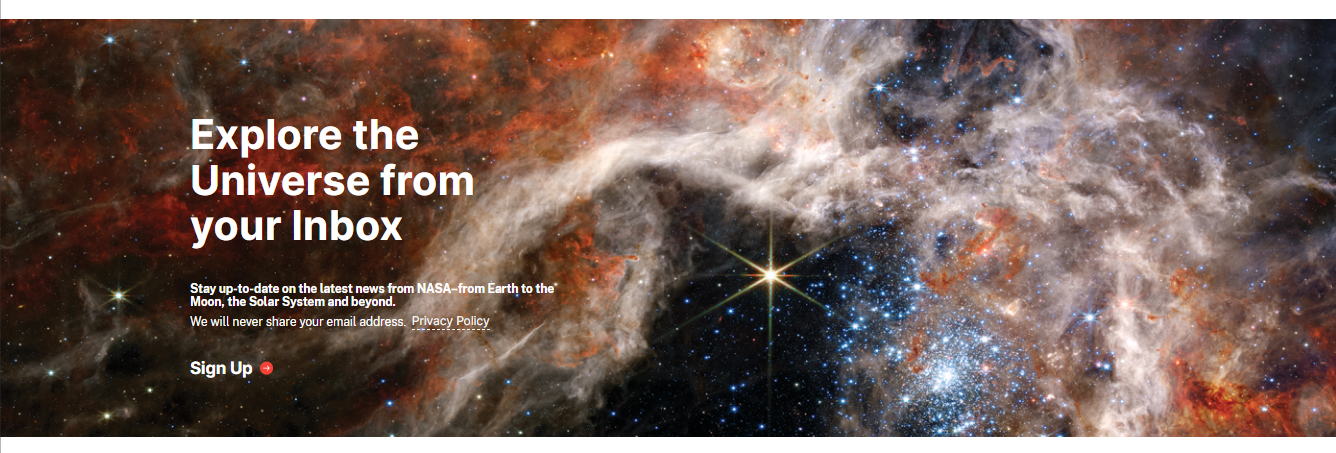 Explore the
Universe from
your Inbox
Stay up-to-date on the latest news from NASA–from Earth to the
Moon, the Solar System and beyond.
We will never share your email address. Privacy Policy
Sign Up